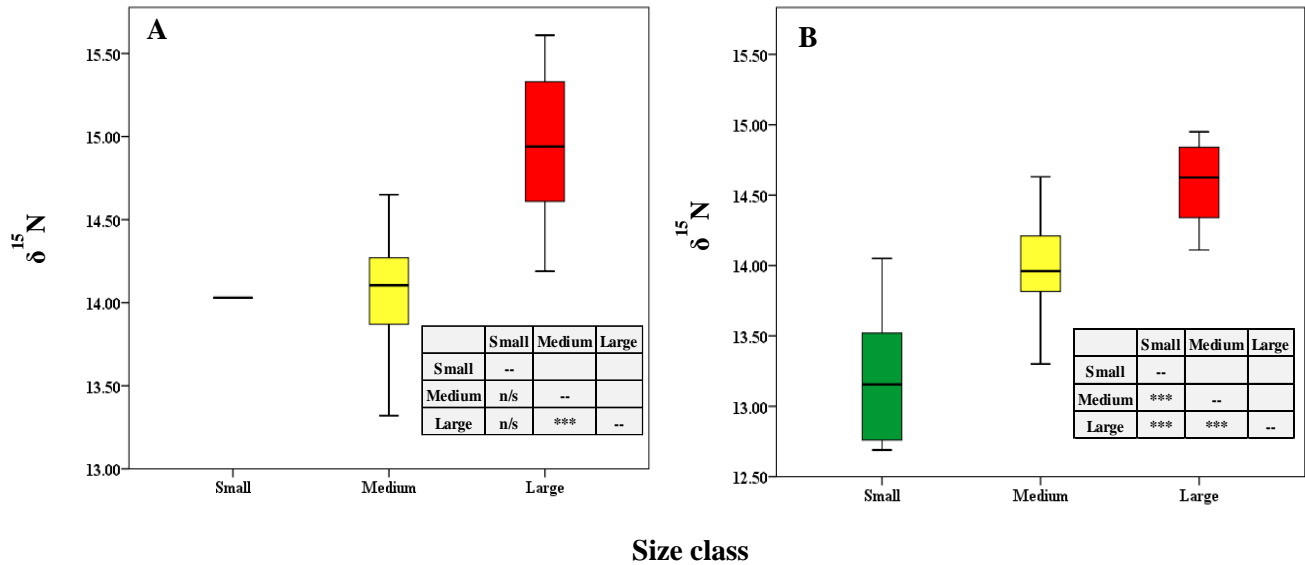 A
15.50
15.00
14.50
14.00
13.50
13.00
δ 15 N
Small Medium Large
Small --
Medium n/s --
Large n/s *** --
Small Medium Large
B
15.50
15.00
14.50
14.00
13.50
13.00
12.50
δ 15 N
Small Medium Large
Small --
Medium *** --
Large *** *** --
Small Medium Large
Size class